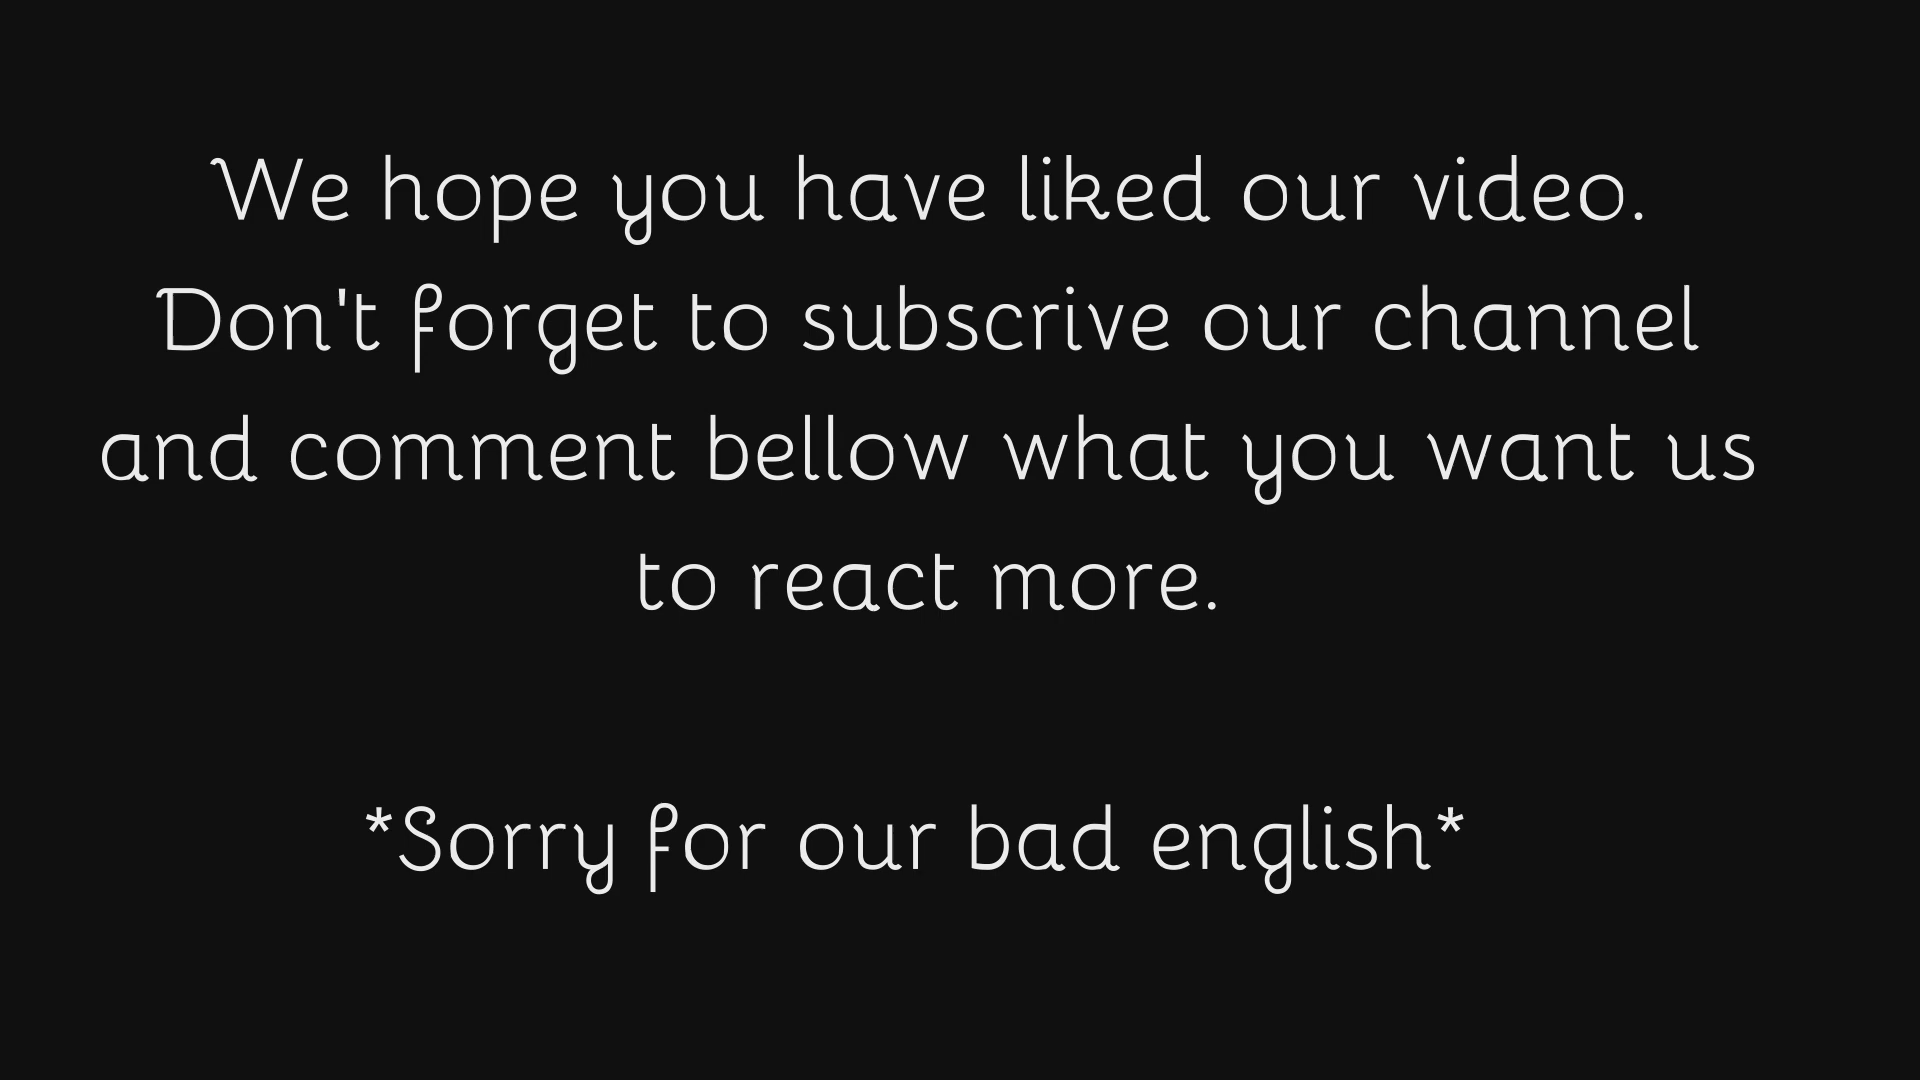 We hope you have liked our video.
Don't forget to subscrive our channel
and comment bellow what you want us
to react more.
*Sorry for our bad english*